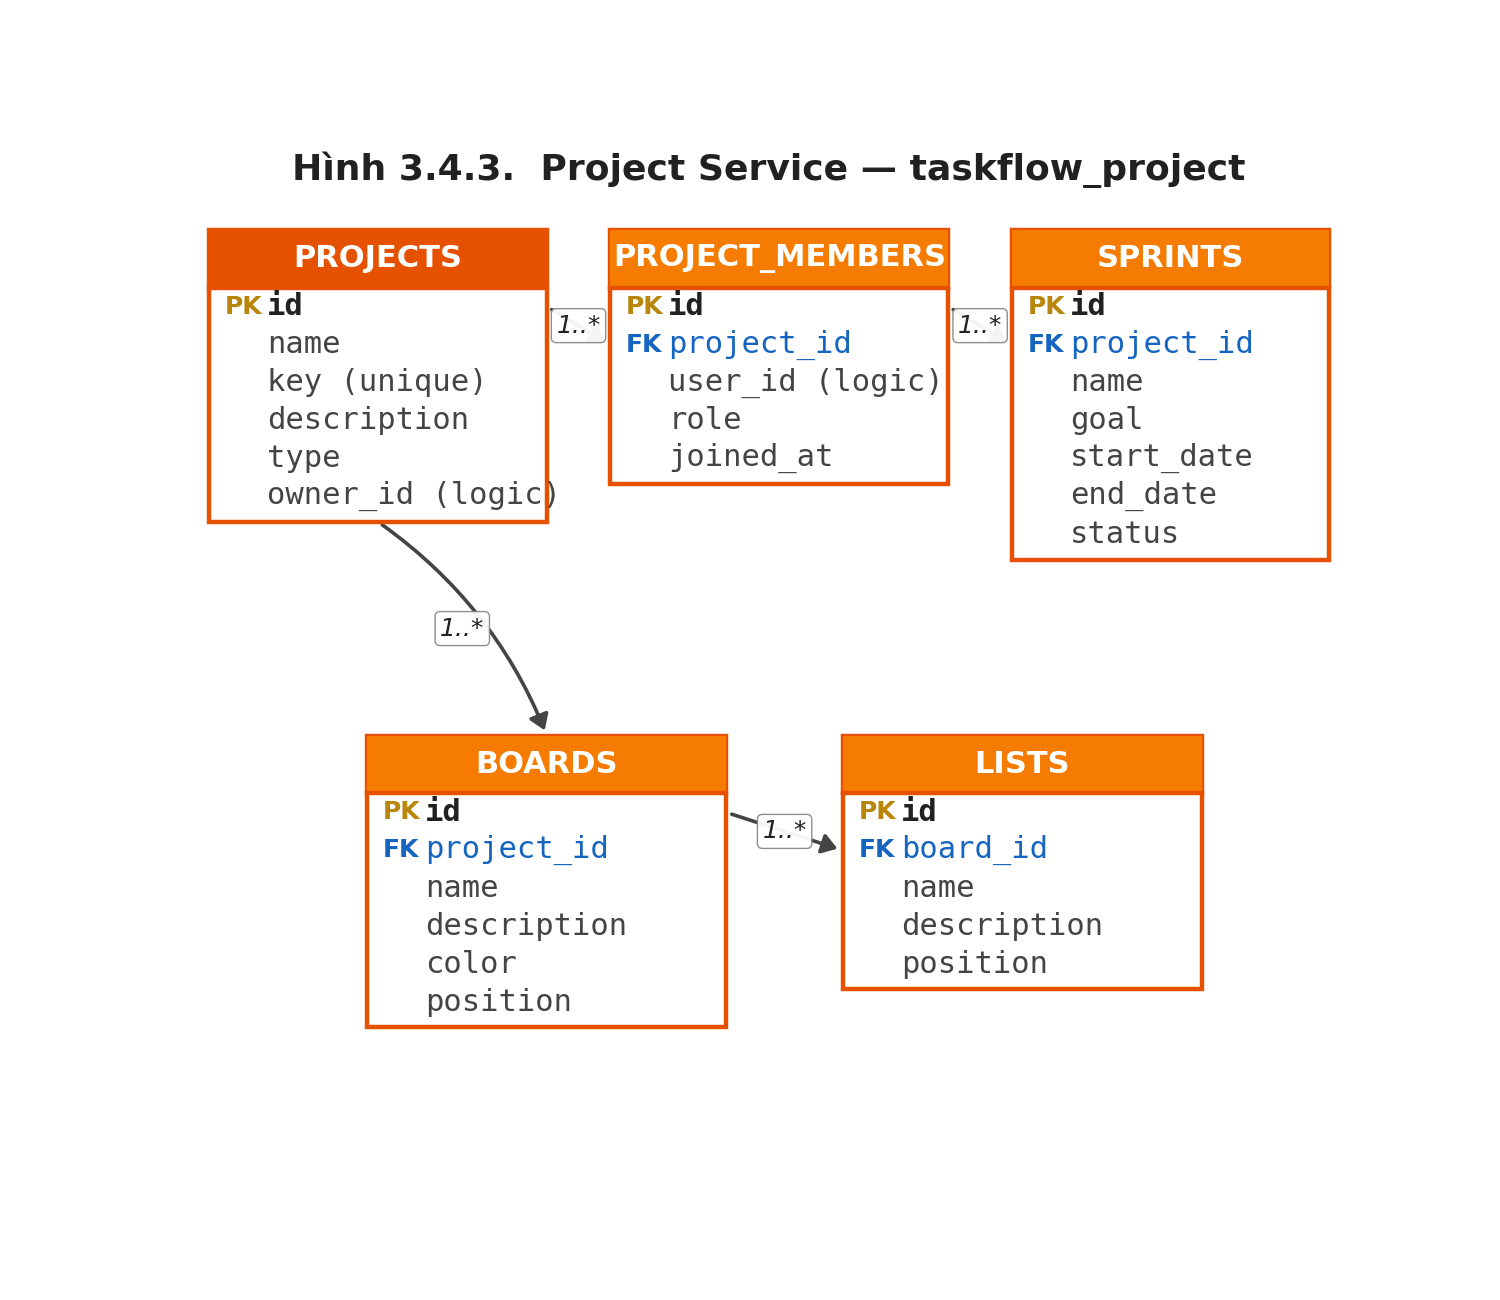 Hình 3.4.3.  Project Service — taskflow_project
PROJECTS
PK id
name
key (unique)
description
type
owner_id (logic)
1..*
PROJECT_MEMBERS
PK id
FK project_id
user_id (logic)
role
joined_at
1..*
SPRINTS
PK id
FK project_id
name
goal
start_date
end_date
status
1..*
BOARDS
PK id
FK project_id
name
description
color
position
1..*
LISTS
PK id
FK board_id
name
description
position